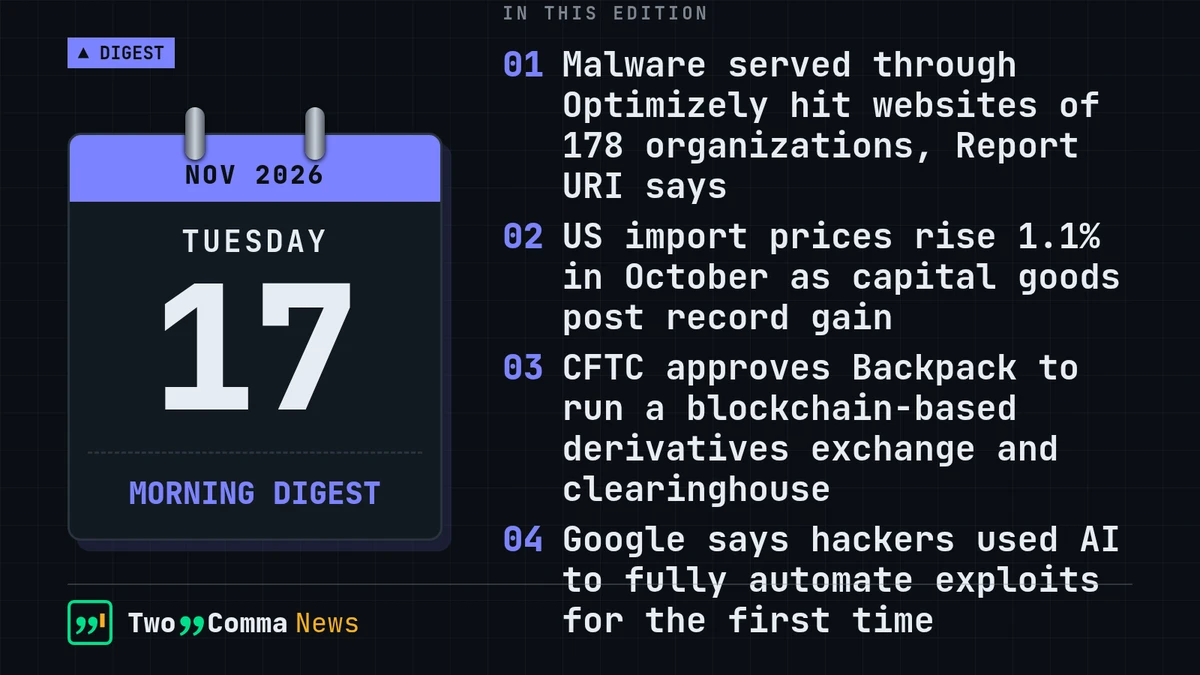 IN THIS EDITION
▲ DIGEST
NOV 2026
TUESDAY
17
MORNING DIGEST
01 Malware served through
Optimizely hit websites of
178 organizations, Report
URI says
02 US import prices rise 1.1%
in October as capital goods
post record gain
03 CFTC approves Backpack to
run a blockchain-based
derivatives exchange and
clearinghouse
04 Google says hackers used AI
to fully automate exploits
for the first time
Two,,Comma News